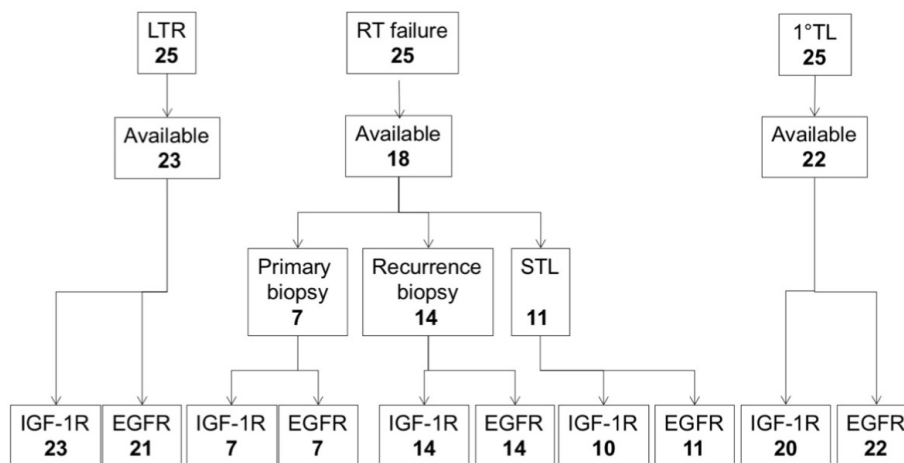 LTR
25
RT failure
25
1°TL
25
Available
23
Available
18
Available
22
Primary
biopsy
7
Recurrence
biopsy
14
STL
11
IGF-1R
23
EGFR
21
IGF-1R
7
EGFR
7
IGF-1R
14
EGFR
14
IGF-1R
10
EGFR
11
IGF-1R
20
EGFR
22